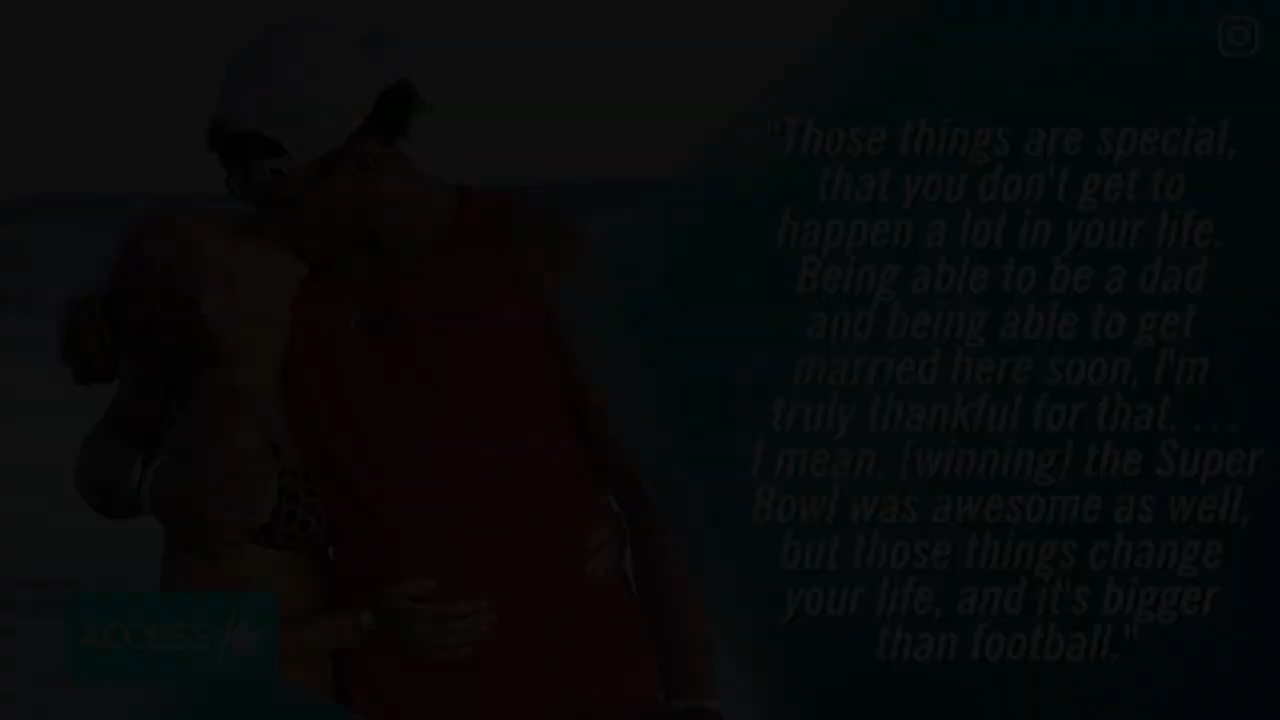 "Those things are special,
that you don't get to
happen a lot in your life.
Being able to be a dad
and being able to get
married here soon, I'm
truly thankful for that. ...
I mean, [winning] the Super
Bowl was awesome as well,
but those things change
your life, and it's bigger
than football."
ACCESS